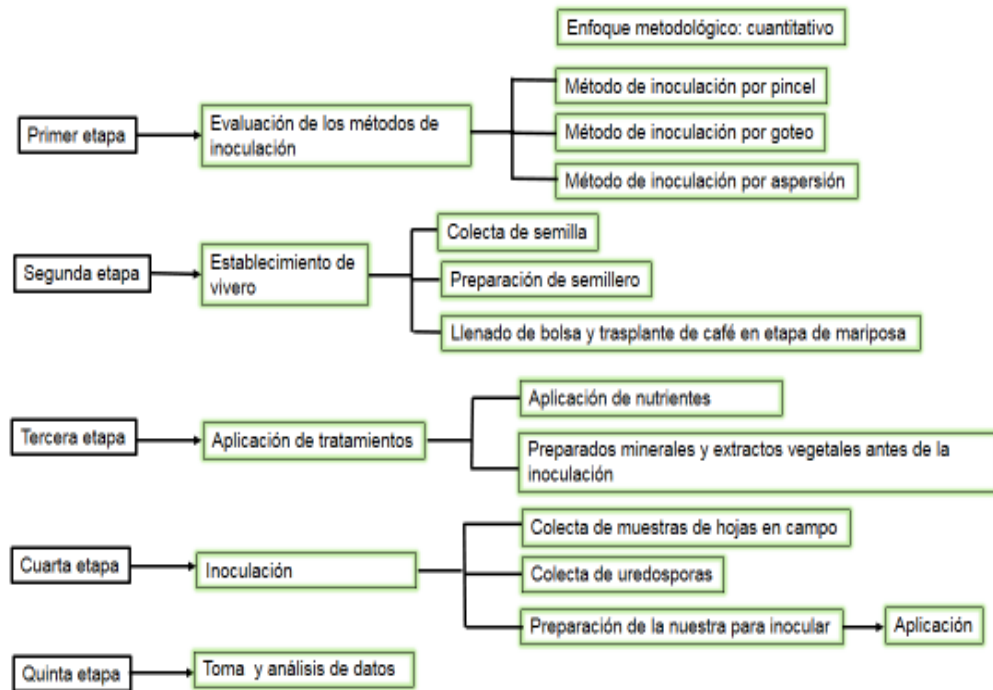 Enfoque metodológico: cuantitativo
Primer etapa
Evaluación de los métodos de
inoculación
Método de inoculación por pincel
Método de inoculación por goteo
Método de inoculación por aspersión
Segunda etapa
Establecimiento de
vivero
Colecta de semilla
Preparación de semillero
Llenado de bolsa y trasplante de café en etapa de mariposa
Tercera etapa
Aplicación de tratamientos
Aplicación de nutrientes
Preparados minerales y extractos vegetales antes de la
inoculación
Cuarta etapa
Inoculación
Colecta de muestras de hojas en campo
Colecta de uredosporas
Preparación de la nuestra para inocular
Aplicación
Quinta etapa
Toma y análisis de datos